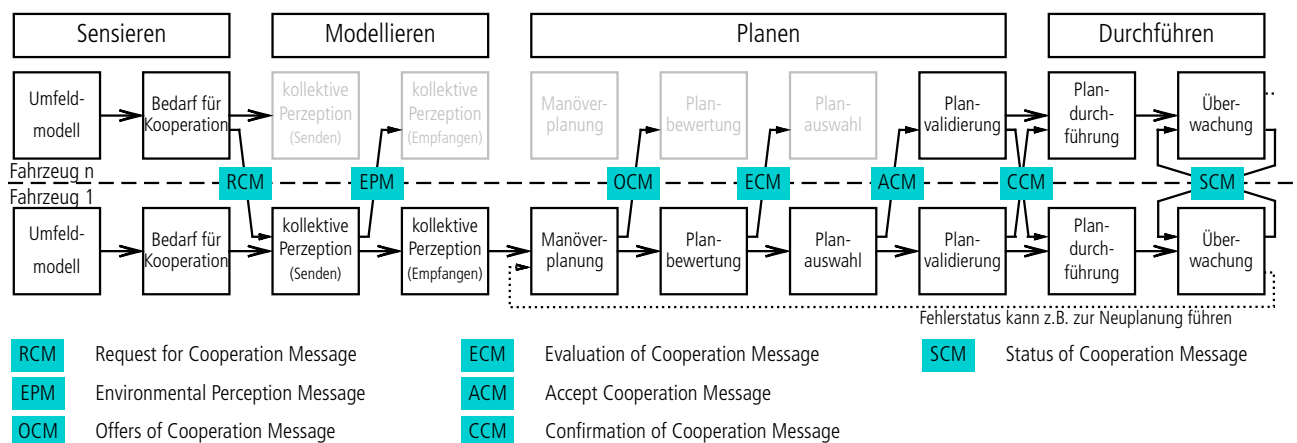 Sensieren
Modellieren
Planen
Durchführen
Umfeld-
modell
Bedarf für
Kooperation
kollektive
Perzeption
(Senden)
kollektive
Perzeption
(Empfangen)
Manöver-
planung
Plan-
bewertung
Plan-
auswahl
Plan-
validierung
Plan-
durch-
führung
Über-
wachung
Fahrzeug n
RCM
EPM
OCM
ECM
ACM
CCM
SCM
Fahrzeug 1
Umfeld-
modell
Bedarf für
Kooperation
kollektive
Perzeption
(Senden)
kollektive
Perzeption
(Empfangen)
Manöver-
planung
Plan-
bewertung
Plan-
auswahl
Plan-
validierung
Plan-
durch-
führung
Über-
wachung
Fehlerstatus kann z.B. zur Neuplanung führen
RCM Request for Cooperation Message
EPM Environmental Perception Message
OCM Offers of Cooperation Message
ECM Evaluation of Cooperation Message
ACM Accept Cooperation Message
CCM Confirmation of Cooperation Message
SCM Status of Cooperation Message